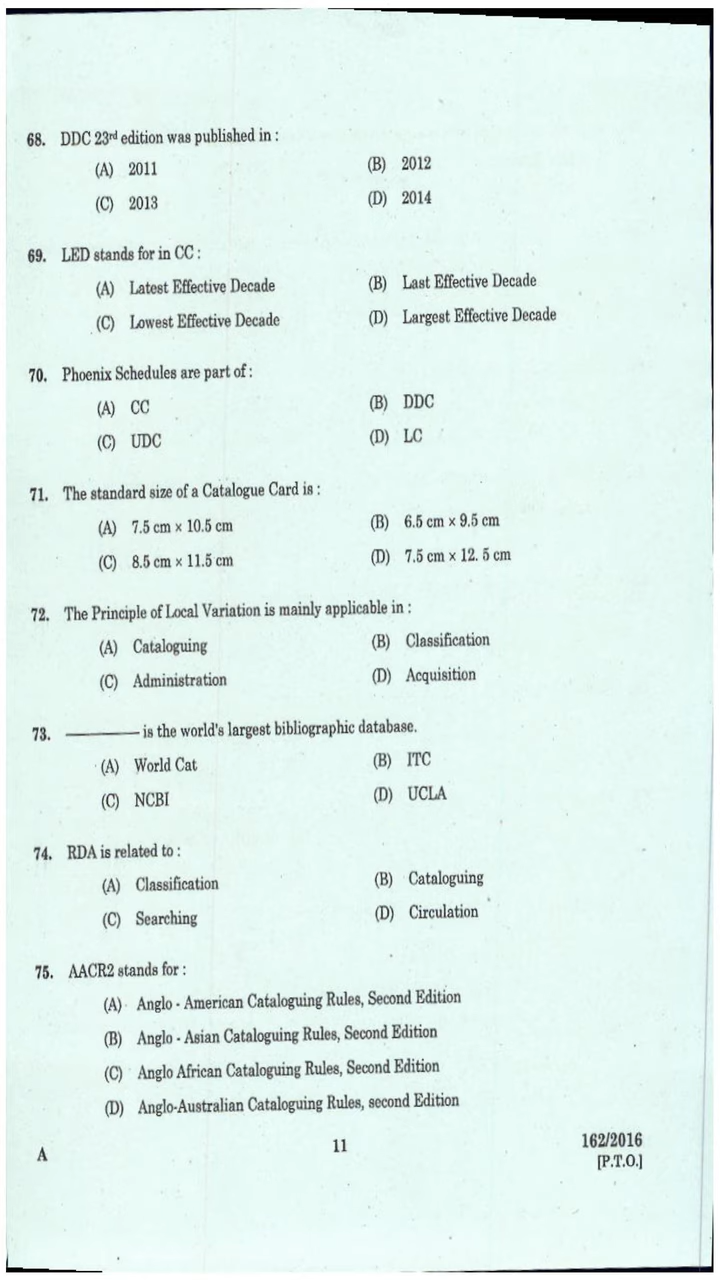 68. DDC 23rd edition was published in :
(A) 2011 (B) 2012
(C) 2013 (D) 2014
69. LED stands for in CC :
(A) Latest Effective Decade (B) Last Effective Decade
(C) Lowest Effective Decade (D) Largest Effective Decade
70. Phoenix Schedules are part of :
(A) CC (B) DDC
(C) UDC (D) LC
71. The standard size of a Catalogue Card is :
(A) 7.5 cm × 10.5 cm (B) 6.5 cm × 9.5 cm
(C) 8.5 cm × 11.5 cm (D) 7.5 cm × 12. 5 cm
72. The Principle of Local Variation is mainly applicable in :
(A) Cataloguing (B) Classification
(C) Administration (D) Acquisition
73. ———— is the world's largest bibliographic database.
(A) World Cat (B) ITC
(C) NCBI (D) UCLA
74. RDA is related to :
(A) Classification (B) Cataloguing
(C) Searching (D) Circulation
75. AACR2 stands for :
(A) Anglo - American Cataloguing Rules, Second Edition
(B) Anglo - Asian Cataloguing Rules, Second Edition
(C) Anglo African Cataloguing Rules, Second Edition
(D) Anglo-Australian Cataloguing Rules, second Edition
A 11 162/2016
[P.T.O.]